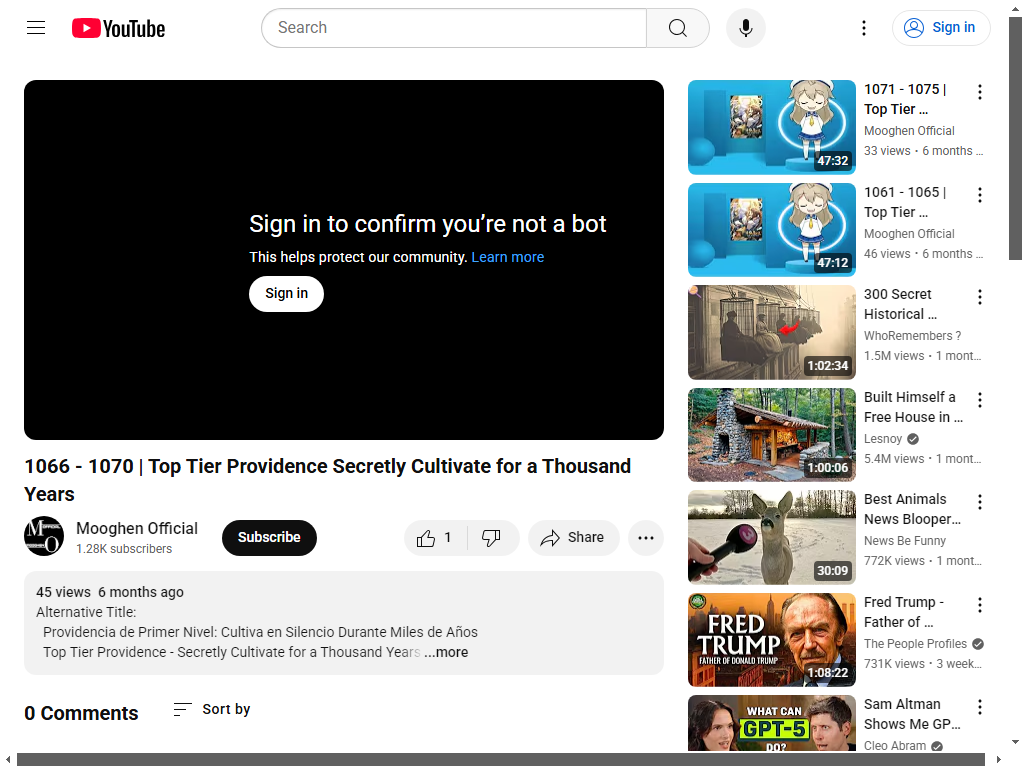 YouTube
Search
Sign in
Sign in to confirm you’re not a bot
This helps protect our community. Learn more
Sign in
1066 - 1070 | Top Tier Providence Secretly Cultivate for a Thousand
Years
Mooghen Official
1.28K subscribers
Subscribe
1
Share
45 views 6 months ago
Alternative Title:
Providencia de Primer Nivel: Cultiva en Silencio Durante Miles de Años
Top Tier Providence - Secretly Cultivate for a Thousand Years ...more
0 Comments
Sort by
47:32
1071 - 1075 |
Top Tier …
Mooghen Official
33 views • 6 months …
47:12
1061 - 1065 |
Top Tier …
Mooghen Official
46 views • 6 months …
1:02:34
300 Secret
Historical …
WhoRemembers ?
1.5M views • 1 mont…
1:00:06
Built Himself a
Free House in …
Lesnoy
5.4M views • 1 mont…
30:09
Best Animals
News Blooper…
News Be Funny
772K views • 1 mont…
FRED
TRUMP
FATHER OF DONALD TRUMP
1:08:22
Fred Trump -
Father of …
The People Profiles
731K views • 3 week…
WHAT CAN
GPT-5
DO?
Sam Altman
Shows Me GP…
Cleo Abram